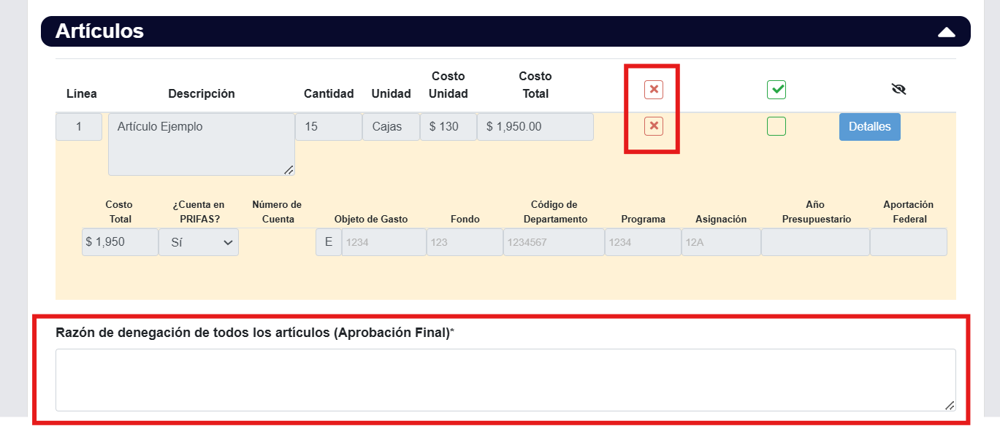 Artículos
Línea Descripción Cantidad Unidad Costo Unidad Costo Total
1 Artículo Ejemplo 15 Cajas $ 130 $ 1,950.00 Detalles
Costo Total ¿Cuenta en PRIFAS? Número de Cuenta Objeto de Gasto Fondo Código de Departamento Programa Asignación Año Presupuestario Aportación Federal
$ 1,950 Sí E 1234 123 1234567 1234 12A
Razón de denegación de todos los artículos (Aprobación Final)*